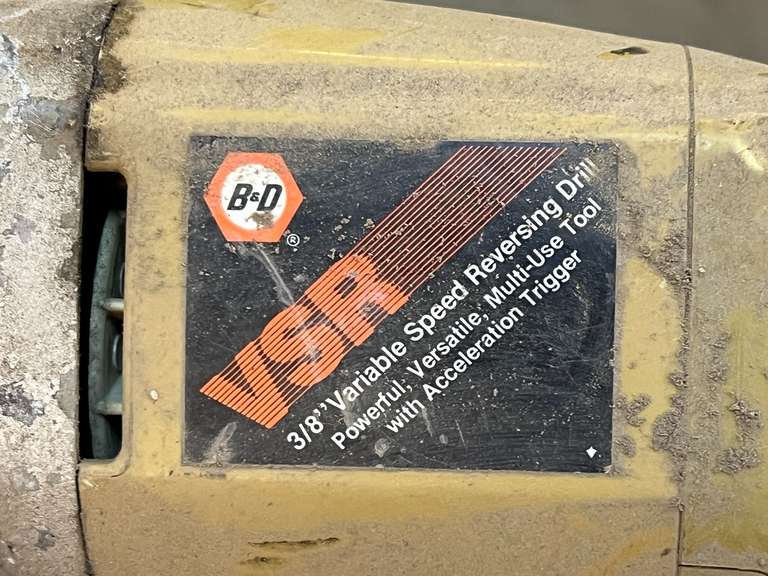 B&D
®
VSR
3/8" Variable Speed Reversing Drill
Powerful, Versatile, Multi-Use Tool
with Acceleration Trigger